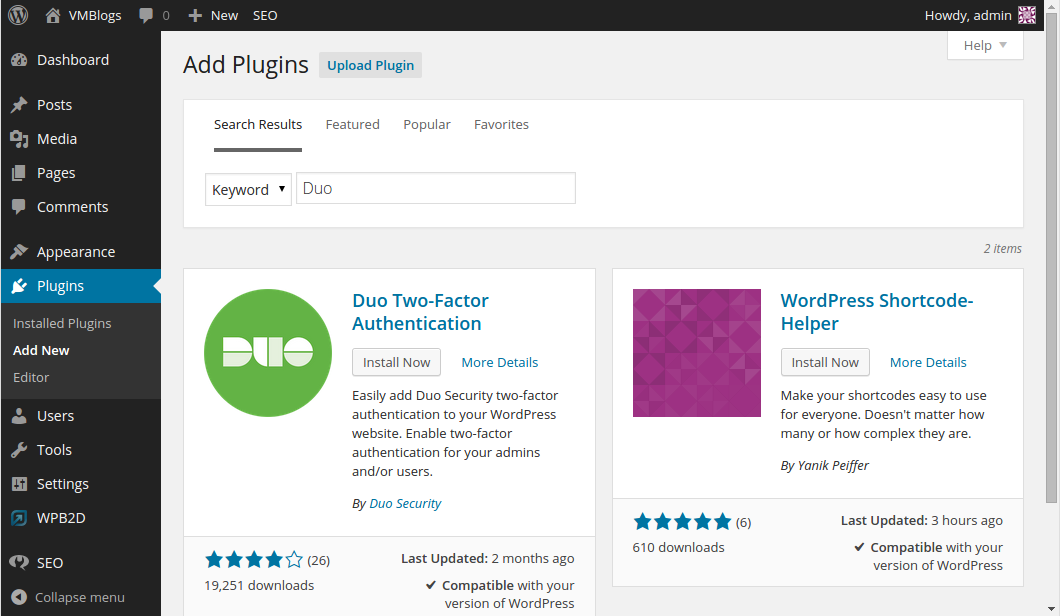 VMBlogs 0 New SEO Howdy, admin
Help
Dashboard
Posts
Media
Pages
Comments
Appearance
Plugins
Installed Plugins
Add New
Editor
Users
Tools
Settings
WPB2D
SEO
Collapse menu
Add Plugins Upload Plugin
Search Results Featured Popular Favorites
Keyword Duo
2 items
DUO
Duo Two-Factor
Authentication
Install Now More Details
Easily add Duo Security two-factor
authentication to your WordPress
website. Enable two-factor
authentication for your admins
and/or users.
By Duo Security
(26)
19,251 downloads
Last Updated: 2 months ago
Compatible with your
version of WordPress
WordPress Shortcode-
Helper
Install Now More Details
Make your shortcodes easy to use
for everyone. Doesn't matter how
many or how complex they are.
By Yanik Peiffer
(6)
610 downloads
Last Updated: 3 hours ago
Compatible with your
version of WordPress